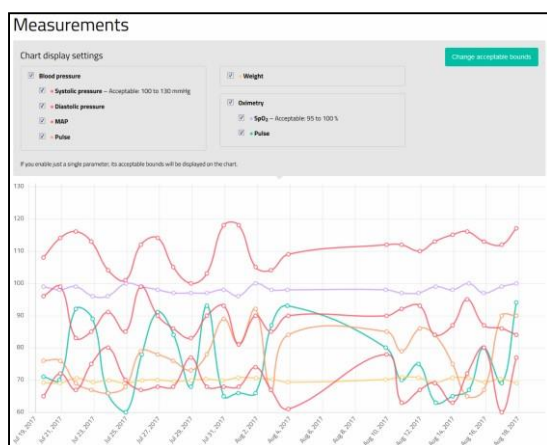 Measurements
Chart display settings
Change acceptable bounds
Blood pressure
Systolic pressure – Acceptable: 100 to 130 mmHg
Diastolic pressure
MAP
Pulse
Weight
Oximetry
SpO₂ – Acceptable: 95 to 100 %
Pulse
If you enable just a single parameter, its acceptable bounds will be displayed on the chart.
130
120
110
100
90
80
70
60
Jul 19, 2017
Jul 21, 2017
Jul 23, 2017
Jul 25, 2017
Jul 27, 2017
Jul 29, 2017
Jul 31, 2017
Aug 2, 2017
Aug 4, 2017
Aug 6, 2017
Aug 8, 2017
Aug 10, 2017
Aug 12, 2017
Aug 14, 2017
Aug 16, 2017
Aug 18, 2017